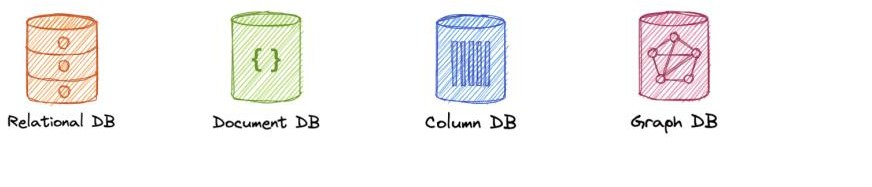 { }
Relational DB
Document DB
Column DB
Graph DB